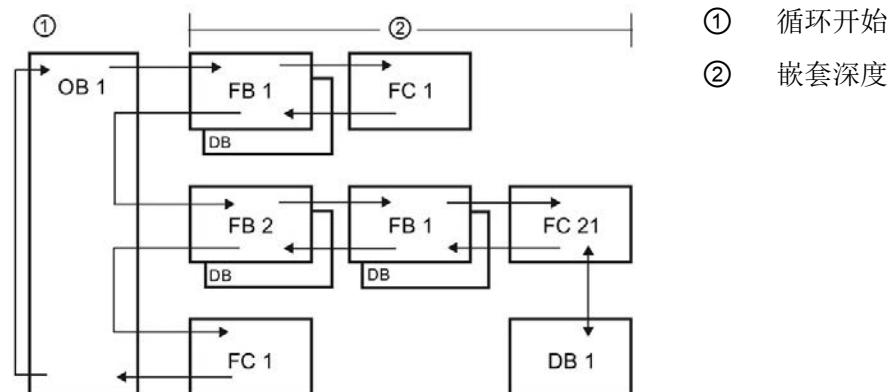 ① ② ① 循环开始
② 嵌套深度
OB 1 FB 1 FC 1
DB
FB 2 FB 1 FC 21
DB DB
FC 1 DB 1